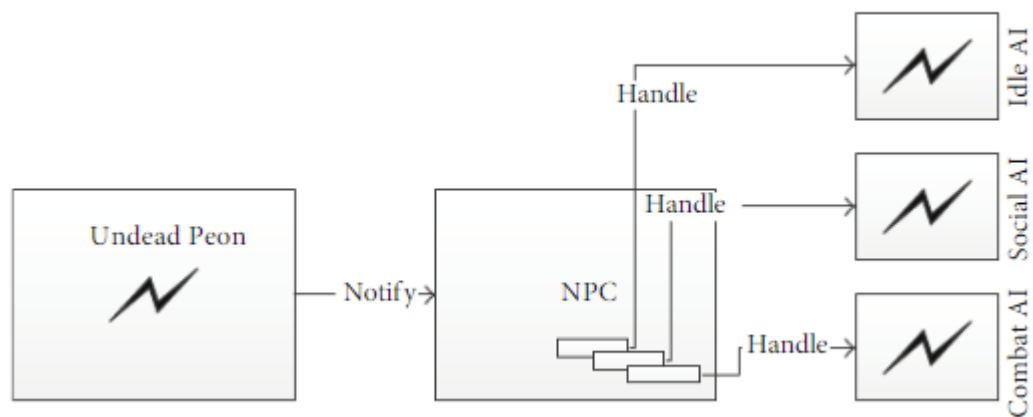 Handle
Idle AI
Handle
Social AI
Undead Peon
Notify
NPC
Handle
Combat AI